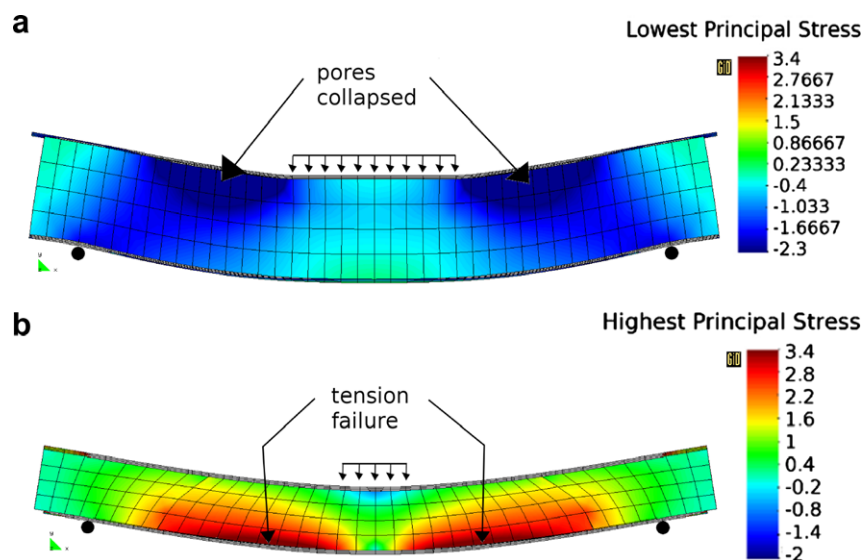 a
Lowest Principal Stress
pores
collapsed
GiD
3.4
2.7667
2.1333
1.5
0.86667
0.23333
-0.4
-1.033
-1.6667
-2.3
y
x
b
Highest Principal Stress
tension
failure
GiD
3.4
2.8
2.2
1.6
1
0.4
-0.2
-0.8
-1.4
-2
y
x